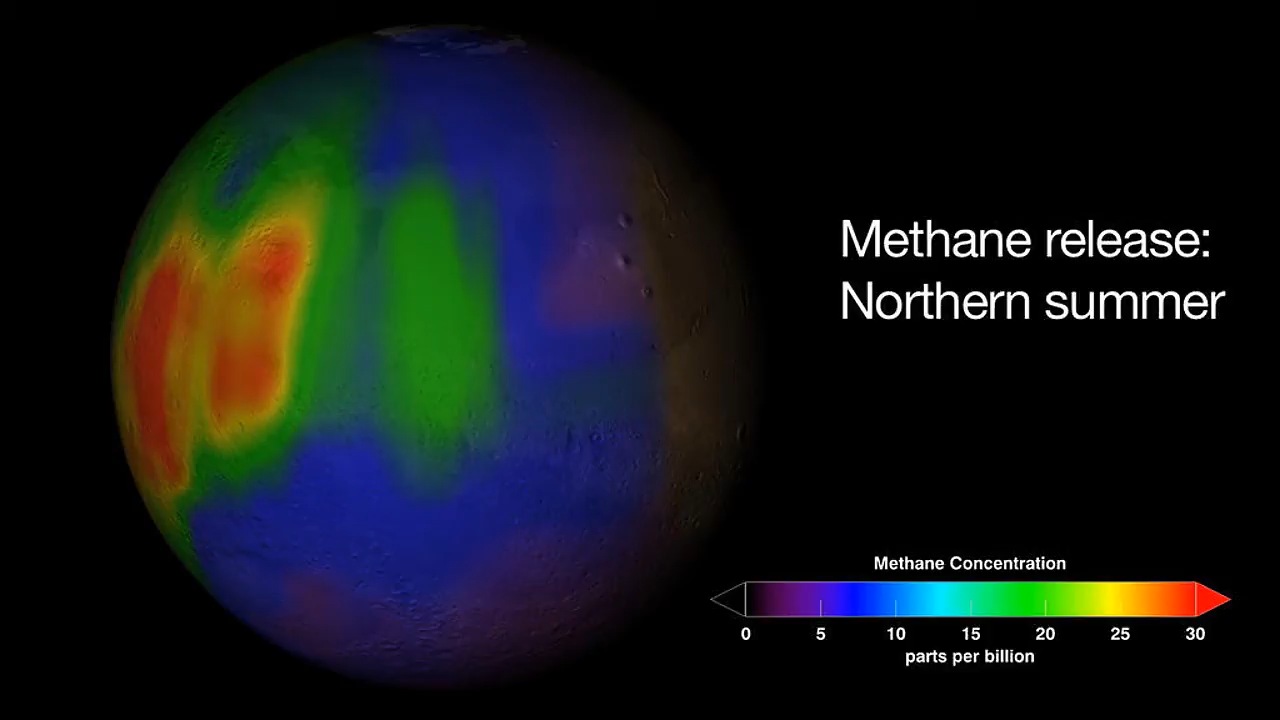 Methane release:
Northern summer
Methane Concentration
0 5 10 15 20 25 30
parts per billion